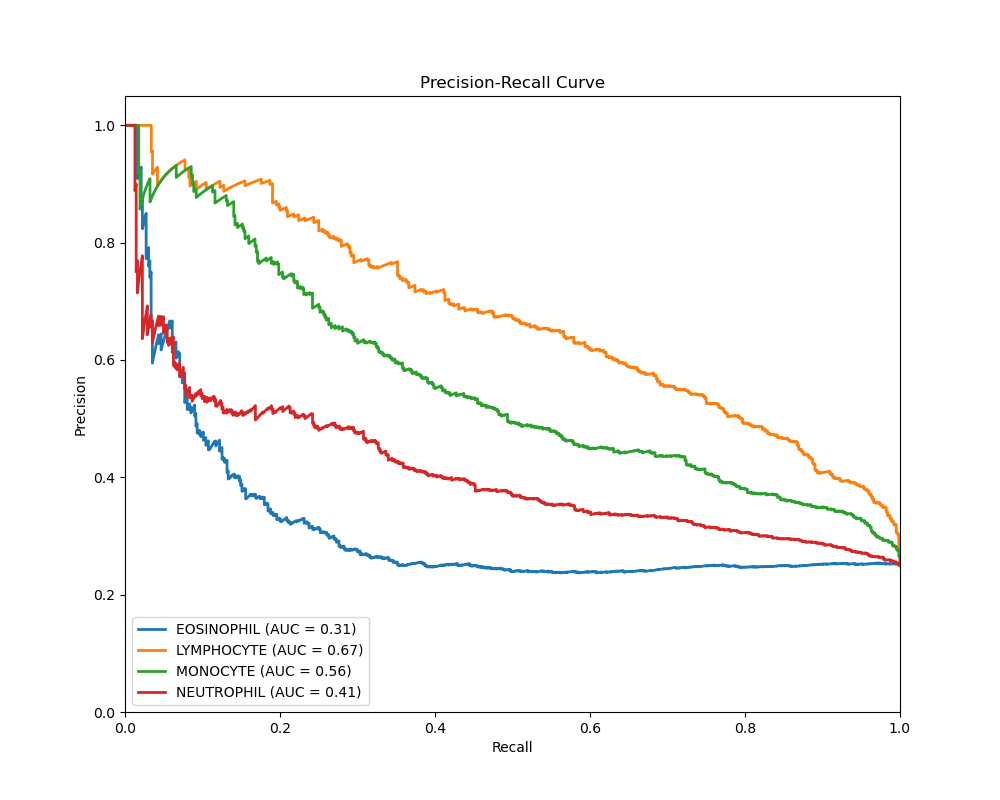 Precision-Recall Curve
1.0
0.8
0.6
0.4
0.2
0.0
Precision
EOSINOPHIL (AUC = 0.31)
LYMPHOCYTE (AUC = 0.67)
MONOCYTE (AUC = 0.56)
NEUTROPHIL (AUC = 0.41)
0.0 0.2 0.4 0.6 0.8 1.0
Recall